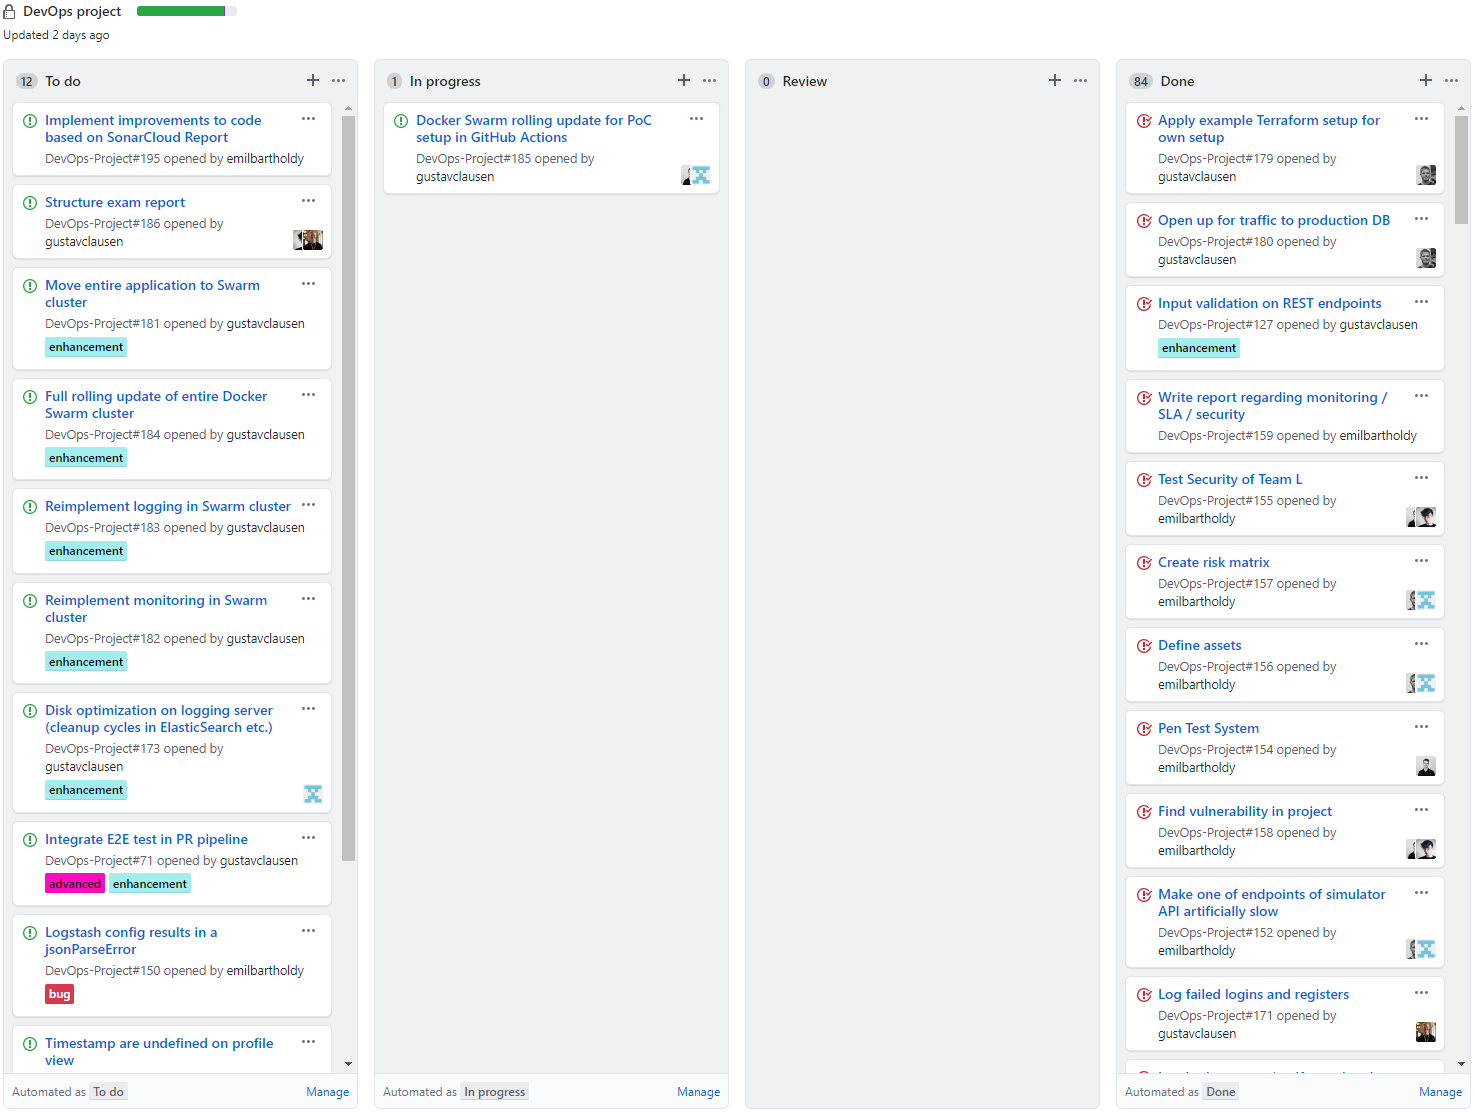 DevOps project
Updated 2 days ago
12 To do
Implement improvements to code
based on SonarCloud Report
DevOps-Project#195 opened by emilbartholdy
Structure exam report
DevOps-Project#186 opened by
gustavclausen
Move entire application to Swarm
cluster
DevOps-Project#181 opened by gustavclausen
enhancement
Full rolling update of entire Docker
Swarm cluster
DevOps-Project#184 opened by gustavclausen
enhancement
Reimplement logging in Swarm cluster
DevOps-Project#183 opened by gustavclausen
enhancement
Reimplement monitoring in Swarm
cluster
DevOps-Project#182 opened by gustavclausen
enhancement
Disk optimization on logging server
(cleanup cycles in ElasticSearch etc.)
DevOps-Project#173 opened by
gustavclausen
enhancement
Integrate E2E test in PR pipeline
DevOps-Project#71 opened by gustavclausen
advanced enhancement
Logstash config results in a
jsonParseError
DevOps-Project#150 opened by emilbartholdy
bug
Timestamp are undefined on profile
view
Automated as To do Manage
1 In progress
Docker Swarm rolling update for PoC
setup in GitHub Actions
DevOps-Project#185 opened by
gustavclausen
Automated as In progress Manage
0 Review
84 Done
Apply example Terraform setup for
own setup
DevOps-Project#179 opened by
gustavclausen
Open up for traffic to production DB
DevOps-Project#180 opened by
gustavclausen
Input validation on REST endpoints
DevOps-Project#127 opened by gustavclausen
enhancement
Write report regarding monitoring /
SLA / security
DevOps-Project#159 opened by emilbartholdy
Test Security of Team L
DevOps-Project#155 opened by
emilbartholdy
Create risk matrix
DevOps-Project#157 opened by
emilbartholdy
Define assets
DevOps-Project#156 opened by
emilbartholdy
Pen Test System
DevOps-Project#154 opened by
emilbartholdy
Find vulnerability in project
DevOps-Project#158 opened by
emilbartholdy
Make one of endpoints of simulator
API artificially slow
DevOps-Project#152 opened by
emilbartholdy
Log failed logins and registers
DevOps-Project#171 opened by
gustavclausen
Automated as Done Manage